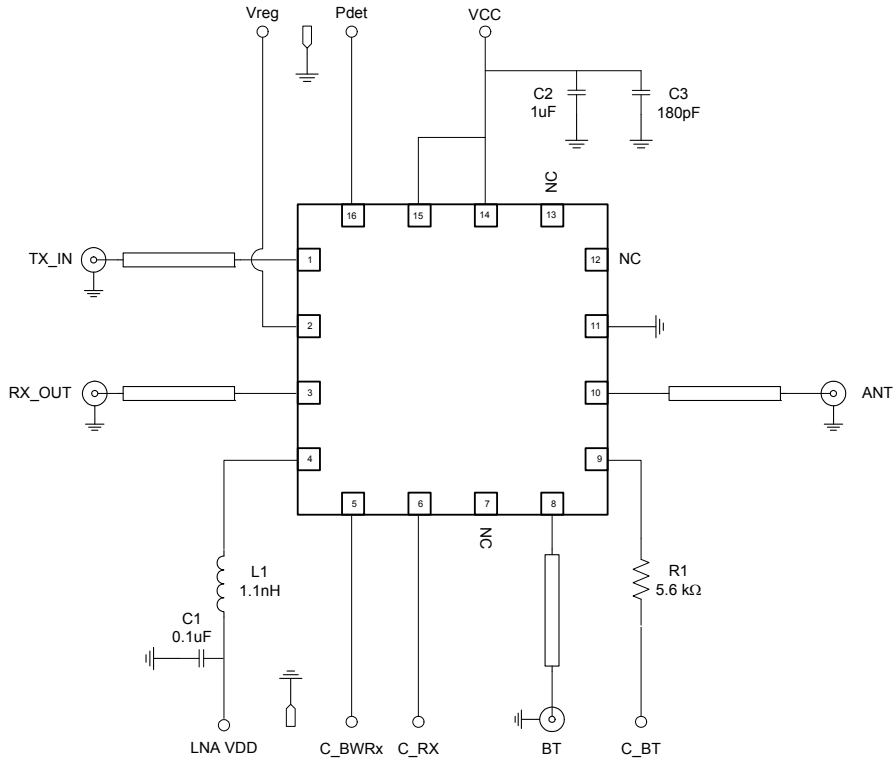 Vreg
Pdet
VCC
C2
1uF
C3
180pF
NC
16
15
14
13
TX_IN
1
12
NC
2
11
RX_OUT
3
10
ANT
4
9
5
6
7
8
NC
L1
1.1nH
R1
5.6 kΩ
C1
0.1uF
LNA VDD
C_BWRx
C_RX
BT
C_BT